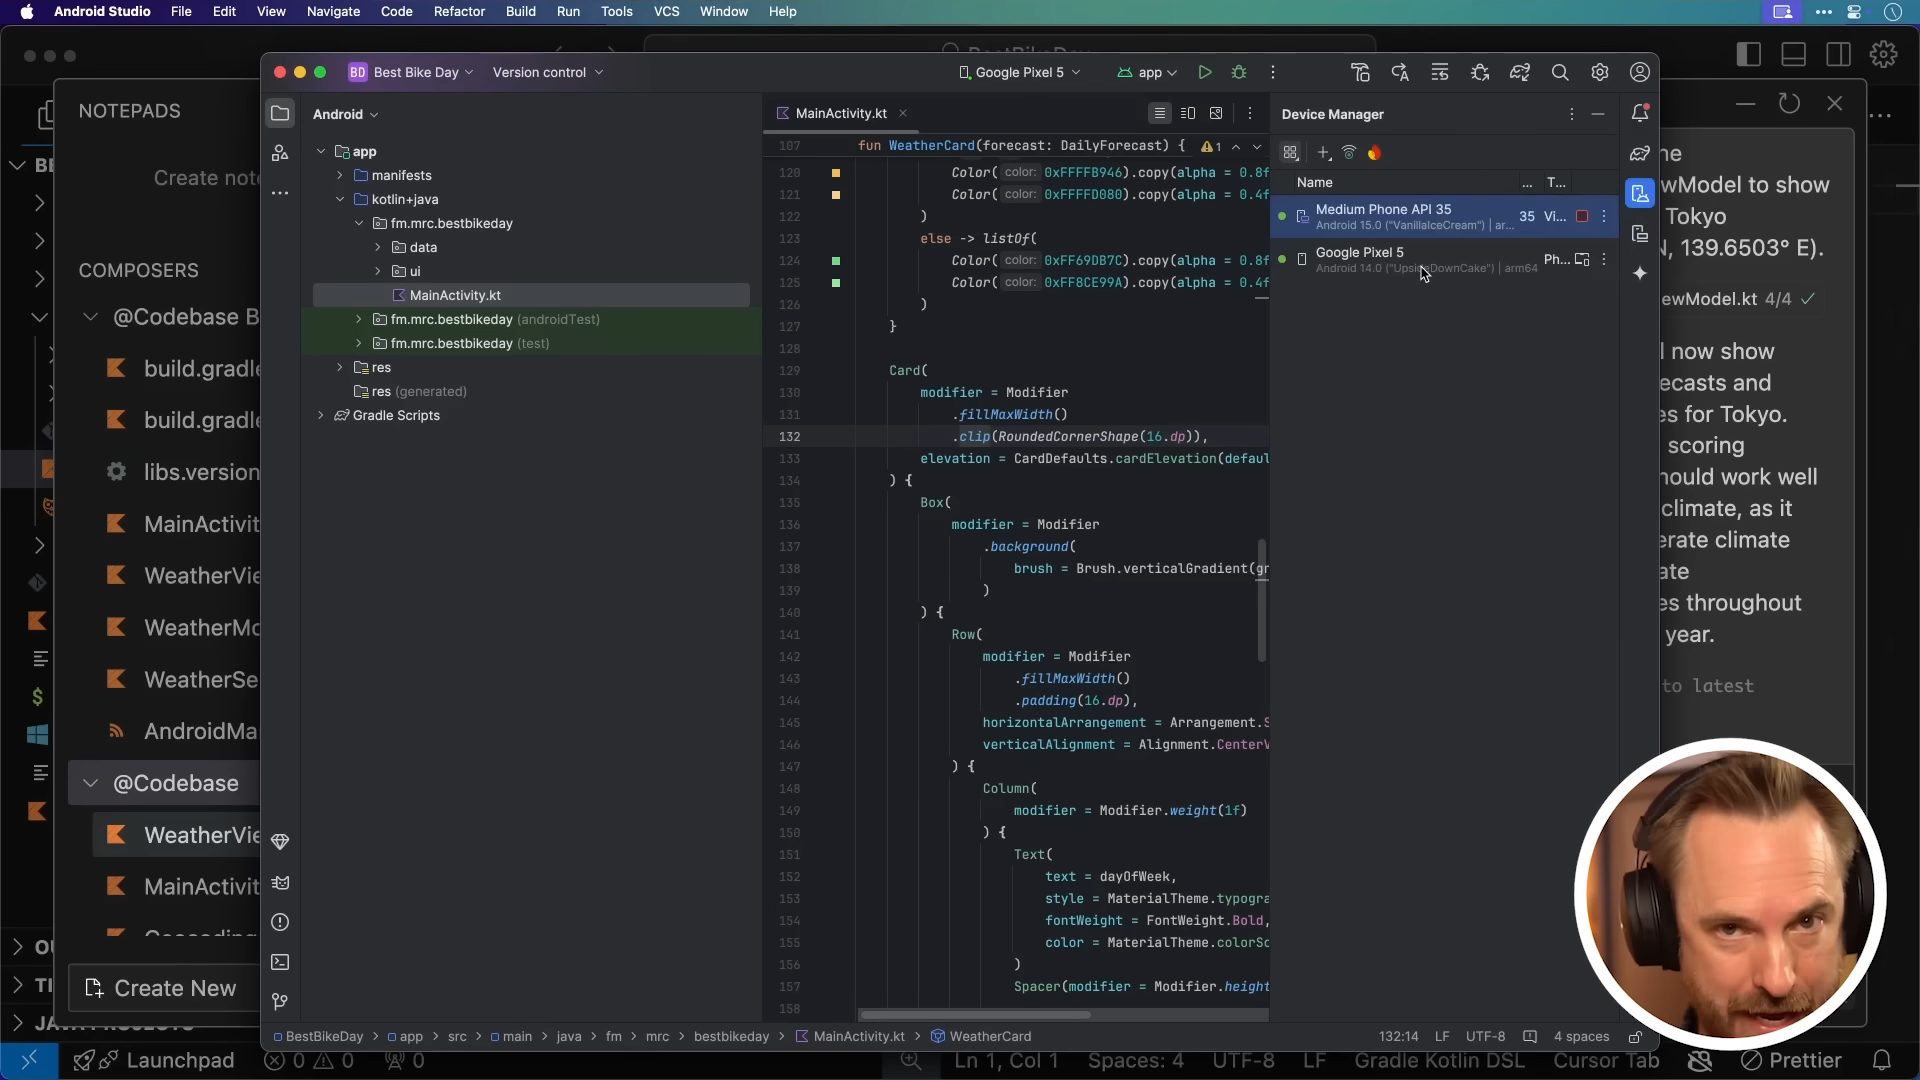 Android Studio File Edit View Navigate Code Refactor Build Run Tools VCS Window Help
BD Best Bike Day Version control Google Pixel 5 app
NOTEPADS
Create
COMPOSERS
@Codebase B
build.gradle
build.gradle
libs.version
MainActivit
WeatherVie
WeatherMo
WeatherSe
AndroidMa
@Codebase
WeatherVie
MainActivit
Create New
Android
app
manifests
kotlin+java
fm.mrc.bestbikeday
data
ui
MainActivity.kt
fm.mrc.bestbikeday (androidTest)
fm.mrc.bestbikeday (test)
res
res (generated)
Gradle Scripts
MainActivity.kt
107 fun WeatherCard(forecast: DailyForecast) { 1
120 Color( color: 0xFFFFB946).copy(alpha = 0.8f
121 Color( color: 0xFFFFD080).copy(alpha = 0.4f
122 )
123 else -> listOf(
124 Color( color: 0xFF69DB7C).copy(alpha = 0.8f
125 Color( color: 0xFF8CE99A).copy(alpha = 0.4f
126 )
127 }
128
129 Card(
130 modifier = Modifier
131 .fillMaxWidth()
132 .clip(RoundedCornerShape(16.dp)),
133 elevation = CardDefaults.cardElevation(defaul
134 ) {
135 Box(
136 modifier = Modifier
137 .background(
138 brush = Brush.verticalGradient(gr
139 )
140 ) {
141 Row(
142 modifier = Modifier
143 .fillMaxWidth()
144 .padding(16.dp),
145 horizontalArrangement = Arrangement.S
146 verticalAlignment = Alignment.CenterV
147 ) {
148 Column(
149 modifier = Modifier.weight(1f)
150 ) {
151 Text(
152 text = dayOfWeek,
153 style = MaterialTheme.typogra
154 fontWeight = FontWeight.Bold,
155 color = MaterialTheme.colorSc
156 )
157 Spacer(modifier = Modifier.height
158
Device Manager
Name ... T...
Medium Phone API 35 35 Vi...
Android 15.0 ("VanillaIceCream") | ar...
Google Pixel 5 Ph...
Android 14.0 ("UpsideDownCake") | arm64
ne
wModel to show
Tokyo
N, 139.6503° E).
ewModel.kt 4/4
l now show
ecasts and
es for Tokyo.
scoring
hould work well
climate, as it
erate climate
ate
es throughout
year.
to latest
BestBikeDay app src main java fm mrc bestbikeday MainActivity.kt WeatherCard 132:14 LF UTF-8 4 spaces
Launchpad 0 0 0 Ln 1, Col 1 Spaces: 4 UTF-8 LF Gradle Kotlin DSL Cursor Tab Prettier